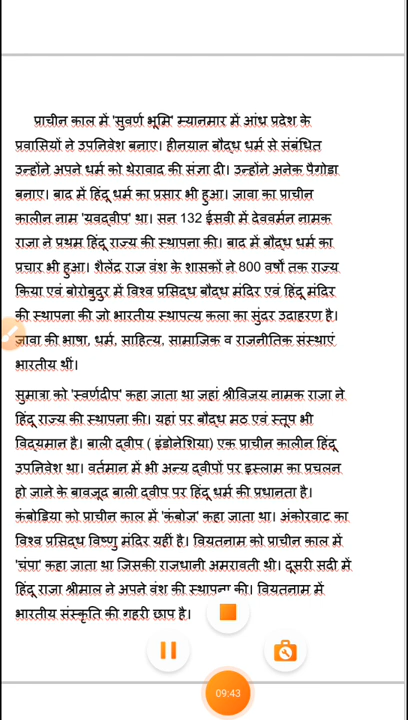 प्राचीन काल में 'सुवर्ण भूमि' म्यानमार में आंध्र प्रदेश के
प्रवासियों ने उपनिवेश बनाए। हीनयान बौद्ध धर्म से संबंधित
उन्होंने अपने धर्म को थेरावाद की संज्ञा दी। उन्होंने अनेक पैगोडा
बनाए। बाद में हिंदू धर्म का प्रसार भी हुआ। जावा का प्राचीन
कालीन नाम 'यवद्वीप' था। सन 132 ईसवी में देववर्मन नामक
राजा ने प्रथम हिंदू राज्य की स्थापना की। बाद में बौद्ध धर्म का
प्रचार भी हुआ। शैलेंद्र राज वंश के शासकों ने 800 वर्षों तक राज्य
किया एवं बोरोबुदुर में विश्व प्रसिद्ध बौद्ध मंदिर एवं हिंदू मंदिर
की स्थापना की जो भारतीय स्थापत्य कला का सुंदर उदाहरण है।
जावा की भाषा, धर्म, साहित्य, सामाजिक व राजनीतिक संस्थाएं
भारतीय थीं।
सुमात्रा को 'स्वर्णदीप' कहा जाता था जहां श्रीविजय नामक राजा ने
हिंदू राज्य की स्थापना की। यहां पर बौद्ध मठ एवं स्तूप भी
विद्यमान है। बाली द्वीप ( इंडोनेशिया) एक प्राचीन कालीन हिंदू
उपनिवेश था। वर्तमान में भी अन्य द्वीपों पर इस्लाम का प्रचलन
हो जाने के बावजूद बाली द्वीप पर हिंदू धर्म की प्रधानता है।
कंबोडिया को प्राचीन काल में 'कंबोज' कहा जाता था। अंकोरवाट का
विश्व प्रसिद्ध विष्णु मंदिर यहीं है। वियतनाम को प्राचीन काल में
'चंपा' कहा जाता था जिसकी राजधानी अमरावती थी। दूसरी सदी में
हिंदू राजा श्रीमाल ने अपने वंश की स्थापना की। वियतनाम में
भारतीय संस्कृति की गहरी छाप है।
09:43